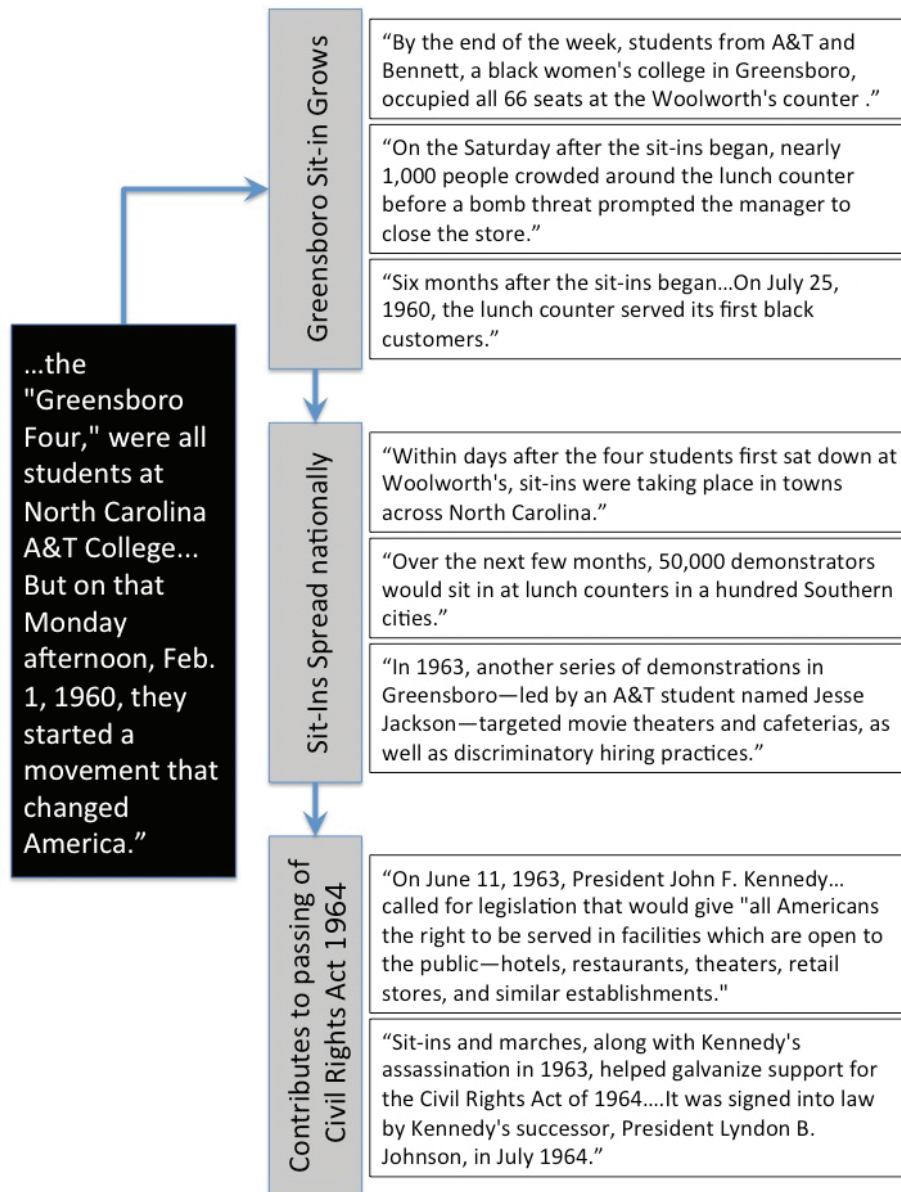 …the
"Greensboro
Four," were all
students at
North Carolina
A&T College...
But on that
Monday
afternoon, Feb.
1, 1960, they
started a
movement that
changed
America.”
Greensboro Sit-in Grows
“By the end of the week, students from A&T and
Bennett, a black women's college in Greensboro,
occupied all 66 seats at the Woolworth's counter .”
“On the Saturday after the sit-ins began, nearly
1,000 people crowded around the lunch counter
before a bomb threat prompted the manager to
close the store.”
“Six months after the sit-ins began…On July 25,
1960, the lunch counter served its first black
customers.”
Sit-Ins Spread nationally
“Within days after the four students first sat down at
Woolworth's, sit-ins were taking place in towns
across North Carolina.”
“Over the next few months, 50,000 demonstrators
would sit in at lunch counters in a hundred Southern
cities.”
“In 1963, another series of demonstrations in
Greensboro—led by an A&T student named Jesse
Jackson—targeted movie theaters and cafeterias, as
well as discriminatory hiring practices.”
Contributes to passing of
Civil Rights Act 1964
“On June 11, 1963, President John F. Kennedy…
called for legislation that would give "all Americans
the right to be served in facilities which are open to
the public—hotels, restaurants, theaters, retail
stores, and similar establishments."
“Sit-ins and marches, along with Kennedy's
assassination in 1963, helped galvanize support for
the Civil Rights Act of 1964….It was signed into law
by Kennedy's successor, President Lyndon B.
Johnson, in July 1964.”